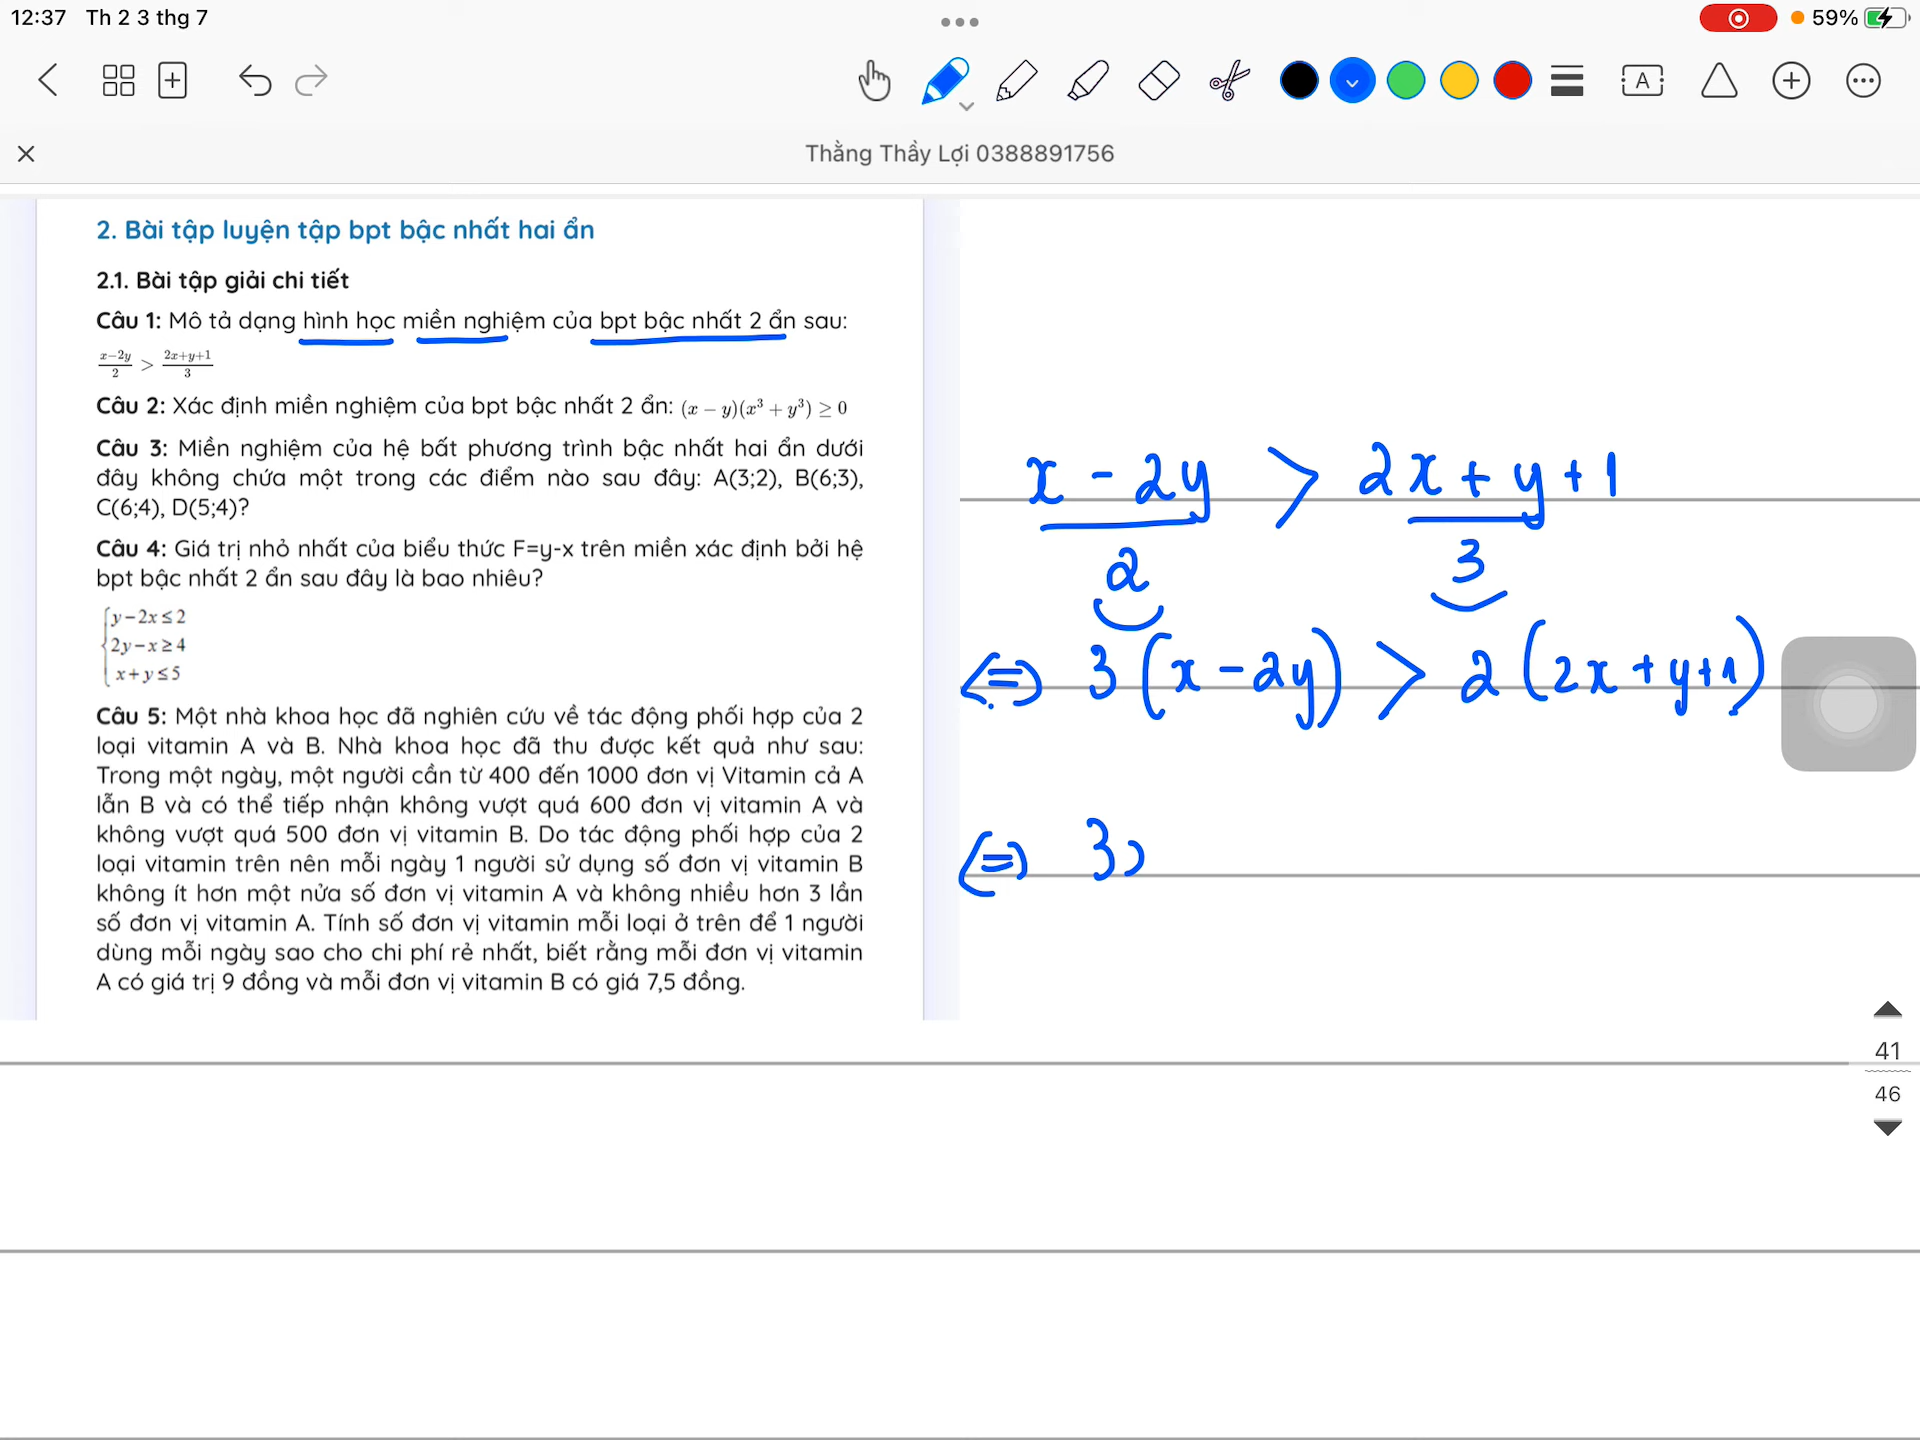 12:37 Th 2 3 thg 7
59%
A
Thằng Thầy Lợi 0388891756
2. Bài tập luyện tập bpt bậc nhất hai ẩn
2.1. Bài tập giải chi tiết
Câu 1: Mô tả dạng hình học miền nghiệm của bpt bậc nhất 2 ẩn sau:
x−2y/2 > 2x+y+1/3
Câu 2: Xác định miền nghiệm của bpt bậc nhất 2 ẩn: (x − y)(x³ + y³) ≥ 0
Câu 3: Miền nghiệm của hệ bất phương trình bậc nhất hai ẩn dưới
đây không chứa một trong các điểm nào sau đây: A(3;2), B(6;3),
C(6;4), D(5;4)?
Câu 4: Giá trị nhỏ nhất của biểu thức F=y-x trên miền xác định bởi hệ
bpt bậc nhất 2 ẩn sau đây là bao nhiêu?
y−2x≤2
2y−x≥4
x+y≤5
Câu 5: Một nhà khoa học đã nghiên cứu về tác động phối hợp của 2
loại vitamin A và B. Nhà khoa học đã thu được kết quả như sau:
Trong một ngày, một người cần từ 400 đến 1000 đơn vị Vitamin cả A
lẫn B và có thể tiếp nhận không vượt quá 600 đơn vị vitamin A và
không vượt quá 500 đơn vị vitamin B. Do tác động phối hợp của 2
loại vitamin trên nên mỗi ngày 1 người sử dụng số đơn vị vitamin B
không ít hơn một nửa số đơn vị vitamin A và không nhiều hơn 3 lần
số đơn vị vitamin A. Tính số đơn vị vitamin mỗi loại ở trên để 1 người
dùng mỗi ngày sao cho chi phí rẻ nhất, biết rằng mỗi đơn vị vitamin
A có giá trị 9 đồng và mỗi đơn vị vitamin B có giá 7,5 đồng.
x - 2y/2 > 2x + y + 1/3
<=> 3(x - 2y) > 2(2x + y + 1)
<=> 3
41
46